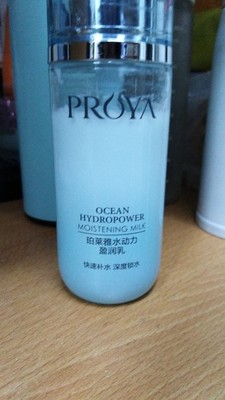 PROYA
OCEAN
HYDROPOWER
MOISTENING MILK
珀莱雅水动力
盈润乳
快速补水 深度锁水